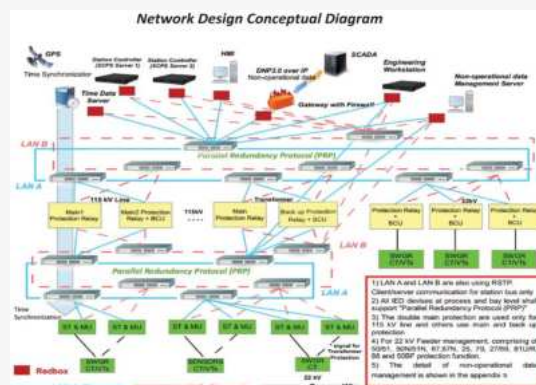 Network Design Conceptual Diagram
GPS
Time Synchronizator
Station Controller
(SCPS Server 1)
Station Controller
(SCPS Server 2)
HMI
DNP3.0 over IP
Non-operational data
SCADA
Engineering
Workstation
Time Data
Server
Gateway with Firewall
Non-operational data
Management Server
LAN B
Parallel Redundancy Protocol (PRP)
LAN A
115 kV Line
Transformer
Main1
Protection Relay
Main2 Protection
Relay + BCU
115kV
Main
Protection Relay
Back up Protection
Relay + BCU
Protection Relay
+
BCU
Protection Relay
+
BCU
Protection Relay
+
BCU
SWGR
CT/VTs
SWGR
CT/VTs
SWGR
CT/VTs
LAN B
Parallel Redundancy Protocol (PRP)
LAN A
Time
Synchronization
ST & MU
ST & MU
ST & MU
ST & MU
ST & MU
ST & MU
SWGR
CT/VTs
SENSORS
CT/VTs
SWGR
CT
22 kV
* signal for
Transformer
Protection
Redbox
1) LAN A and LAN B are also using RSTP.
Client/server communication for station bus only
2) All IED devices at process and bay level shall
support "Parallel Redundancy Protocol (PRP)"
3) The double main protection are used only for
115 kV line and others use main and back up
protection
4) For 22 kV Feeder management, comprising of
50/51, 50N/51N, 67,67N, 25, 79, 27/59, 81U/R,
86 and 50BF protection function.
5) The detail of non-operational data
management is shown in the appendix